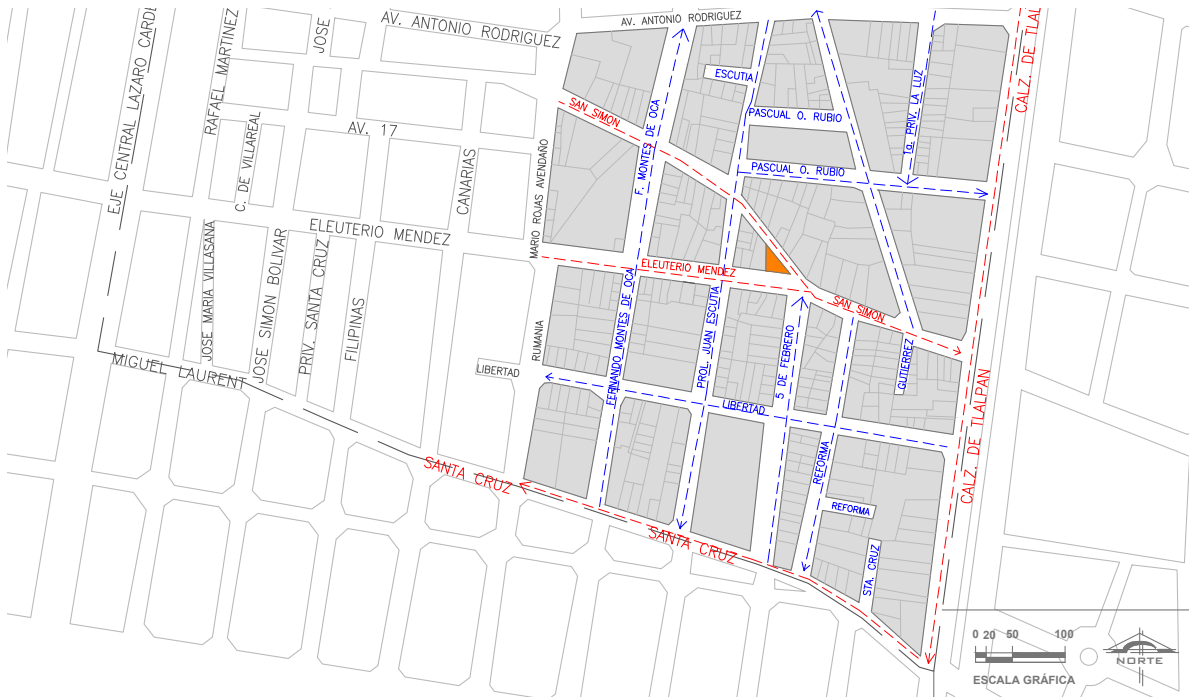 AV. ANTONIO RODRIGUEZ
AV. ANTONIO RODRIGUEZ
JOSE
RAFAEL MARTINEZ
EJE CENTRAL LAZARO CARDE
CALZ. DE TLAL
ESCUTIA
SAN SIMON
F. MONTES DE OCA
PASCUAL O. RUBIO
1a. PRIV. LA LUZ
AV. 17
C. DE VILLAREAL
CANARIAS
MARIO ROJAS AVENDAÑO
PASCUAL O. RUBIO
ELEUTERIO MENDEZ
JOSE MARIA VILLASANA
JOSE SIMON BOLIVAR
PRIV. SANTA CRUZ
FILIPINAS
ELEUTERIO MENDEZ
FERNANDO MONTES DE OCA
PROL. JUAN ESCUTIA
5 DE FEBRERO
SAN SIMON
RUMANIA
GUTIERREZ
MIGUEL LAURENT
LIBERTAD
LIBERTAD
CALZ. DE TLALPAN
SANTA CRUZ
REFORMA
REFORMA
SANTA CRUZ
STA. CRUZ
0 20 50 100
ESCALA GRÁFICA
NORTE